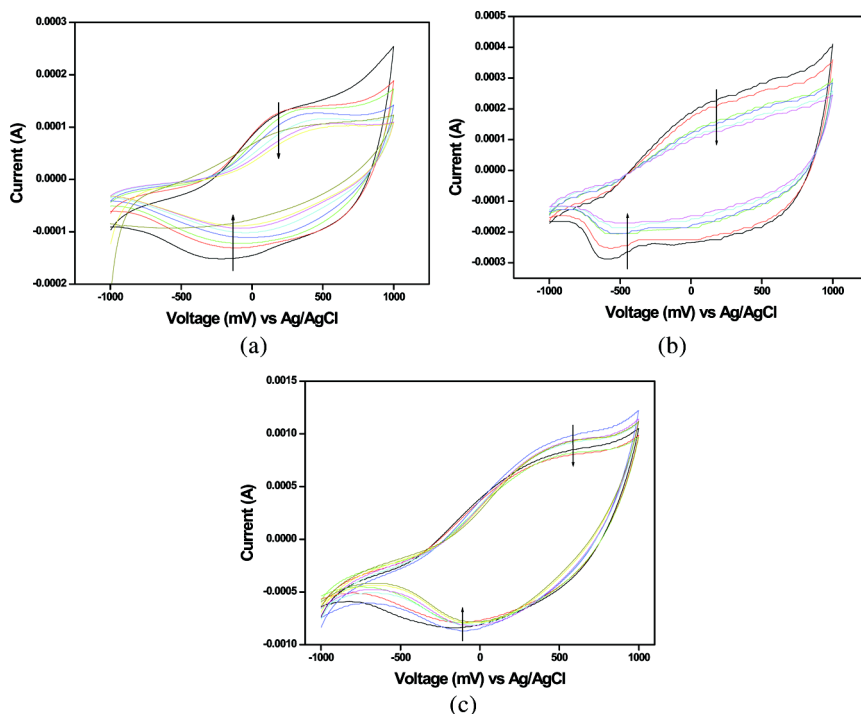 0.0003
0.0002
0.0001
0.0000
-0.0001
-0.0002
Current (A)
-1000 -500 0 500 1000
Voltage (mV) vs Ag/AgCl
(a)
0.0005
0.0004
0.0003
0.0002
0.0001
0.0000
-0.0001
-0.0002
-0.0003
Current (A)
-1000 -500 0 500 1000
Voltage (mV) vs Ag/AgCl
(b)
0.0015
0.0010
0.0005
0.0000
-0.0005
-0.0010
Current (A)
-1000 -500 0 500 1000
Voltage (mV) vs Ag/AgCl
(c)